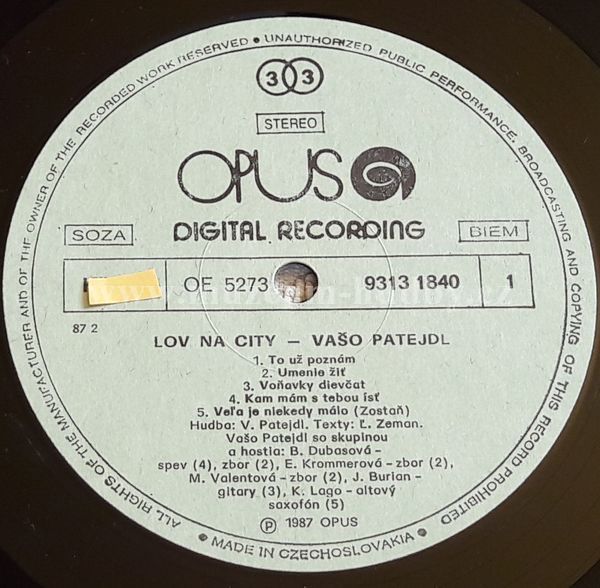 ALL RIGHTS OF THE MANUFACTURER AND OF THE OWNER OF THE RECORDED WORK RESERVED • UNAUTHORIZED PUBLIC PERFORMANCE, BROADCASTING AND COPYING OF THIS RECORD PROHIBITED
33
STEREO
OPUS
SOZA DIGITAL RECORDING BIEM
OE 5273 9313 1840 1
87 2
LOV NA CITY – VAŠO PATEJDL
1. To už poznám
2. Umenie žiť
3. Voňavky dievčat
4. Kam mám s tebou ísť
5. Veľa je niekedy málo (Zostaň)
Hudba: V. Patejdl. Texty: Ľ. Zeman.
Vašo Patejdl so skupinou
a hostia: B. Dubasová-
spev (4), zbor (2), E. Krommerová - zbor (2),
M. Valentová - zbor (2), J. Burian -
gitary (3), K. Lago - altový
saxofón (5)
Ⓟ 1987 OPUS
• MADE IN CZECHOSLOVAKIA •